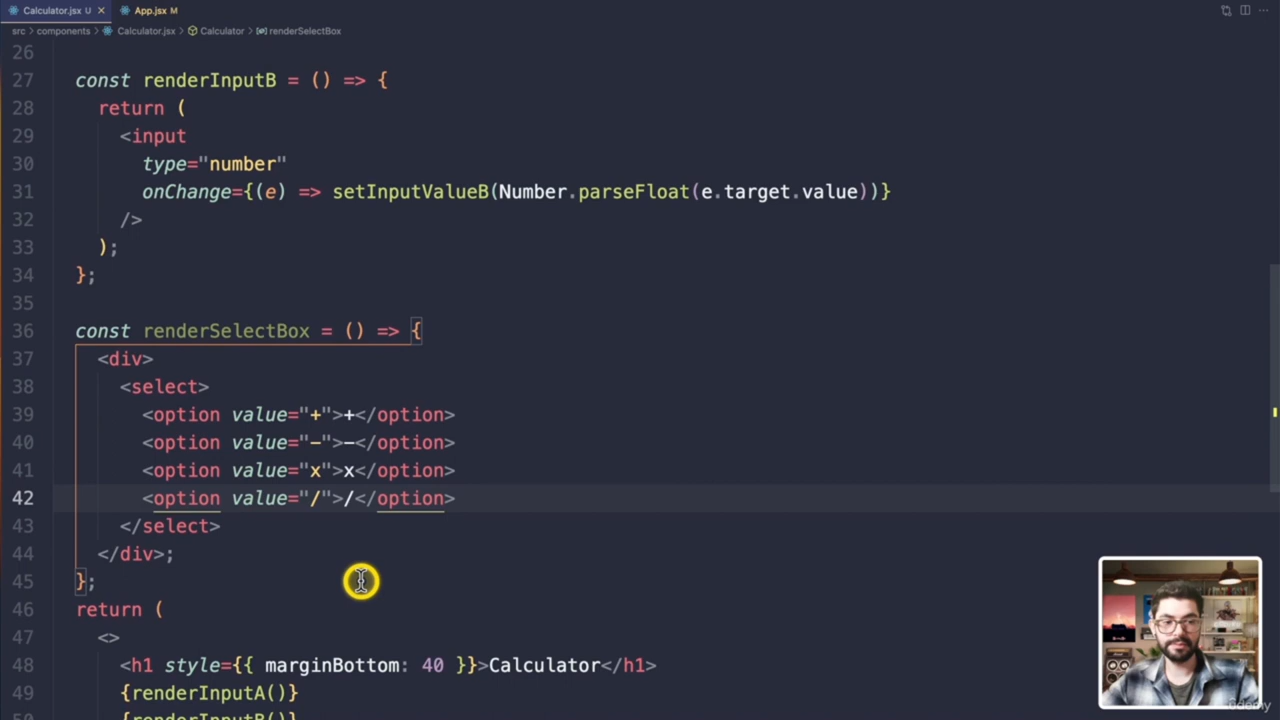 Calculator.jsx U
App.jsx M
src > components > Calculator.jsx > Calculator > renderSelectBox
26
27 const renderInputB = () => {
28 return (
29 <input
30 type="number"
31 onChange={(e) => setInputValueB(Number.parseFloat(e.target.value))}
32 />
33 );
34 };
35
36 const renderSelectBox = () => {
37 <div>
38 <select>
39 <option value="+">+</option>
40 <option value="-">-</option>
41 <option value="x">x</option>
42 <option value="/">/</option>
43 </select>
44 </div>;
45 };
46 return (
47 <>
48 <h1 style={{ marginBottom: 40 }}>Calculator</h1>
49 {renderInputA()}
50 {renderInputB()}
udemy